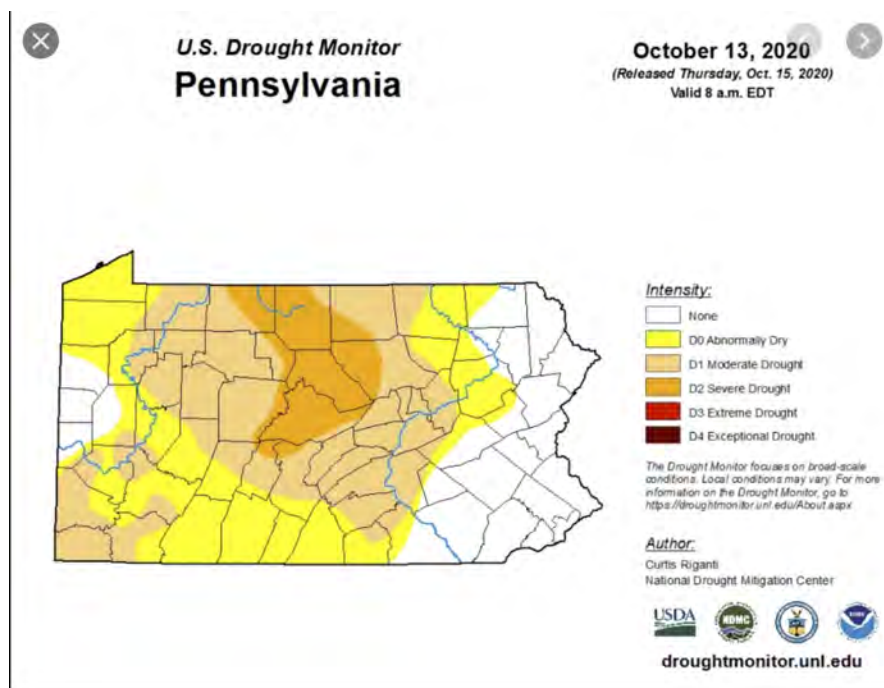 U.S. Drought Monitor
Pennsylvania
October 13, 2020
(Released Thursday, Oct. 15, 2020)
Valid 8 a.m. EDT
Intensity:
None
D0 Abnormally Dry
D1 Moderate Drought
D2 Severe Drought
D3 Extreme Drought
D4 Exceptional Drought
The Drought Monitor focuses on broad-scale
conditions. Local conditions may vary. For more
information on the Drought Monitor, go to
https://droughtmonitor.unl.edu/About.aspx
Author:
Curtis Riganti
National Drought Mitigation Center
USDA
NDMC
droughtmonitor.unl.edu